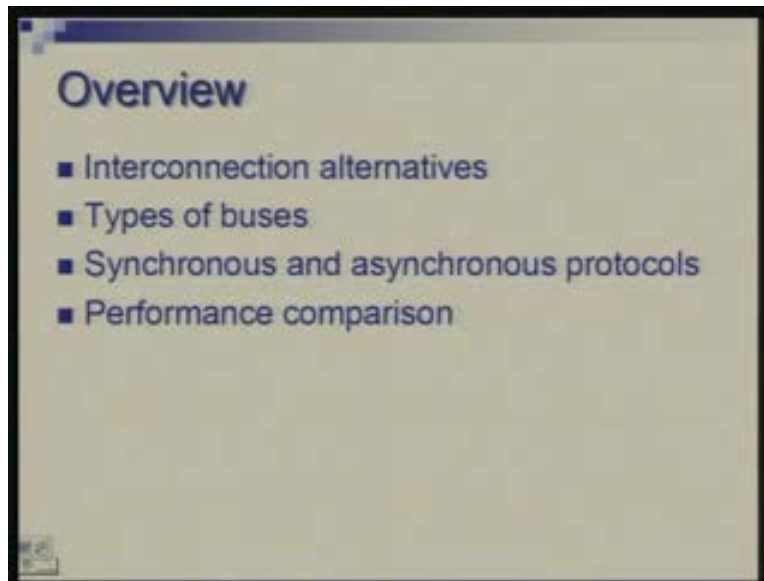 Overview
Interconnection alternatives
Types of buses
Synchronous and asynchronous protocols
Performance comparison